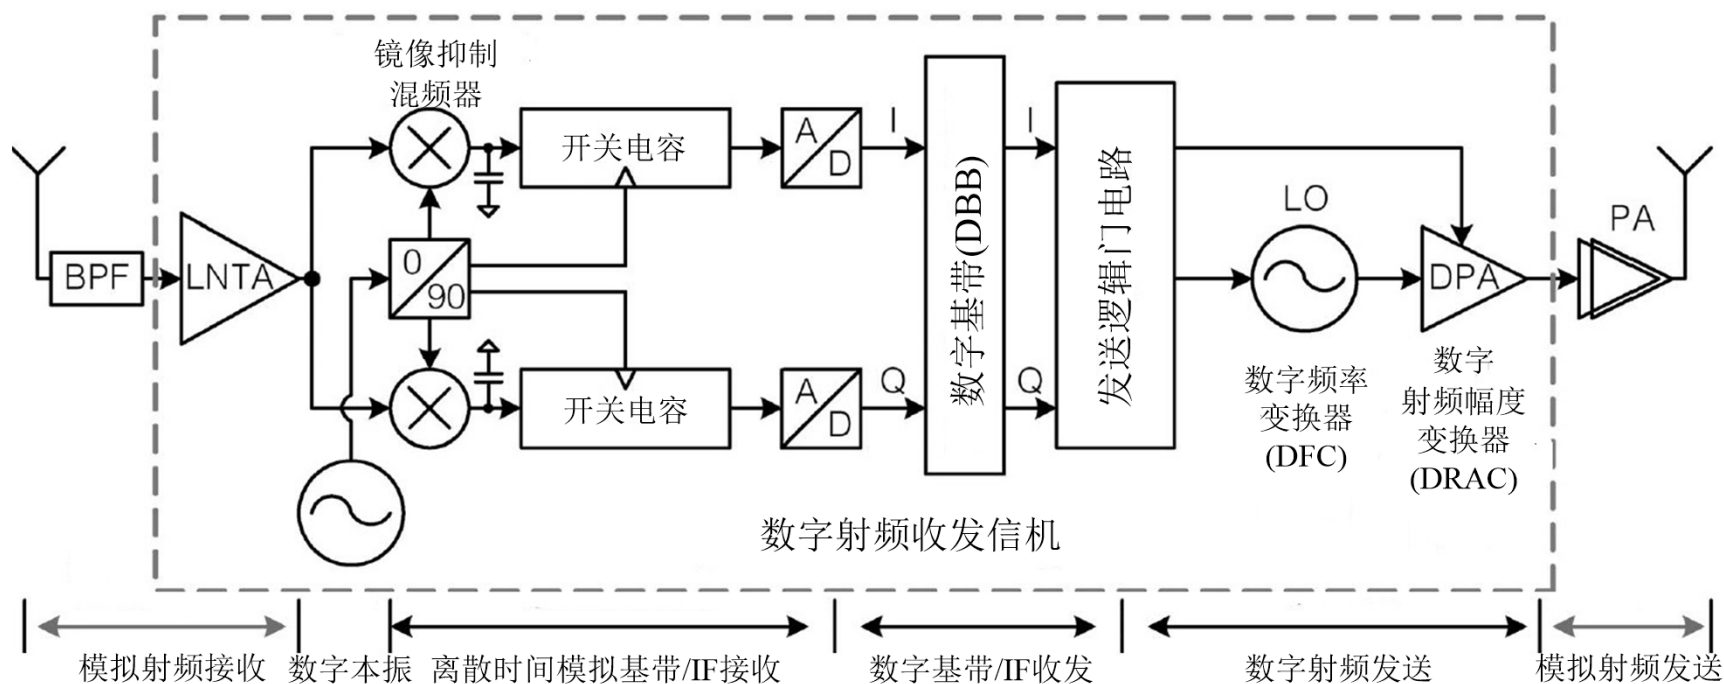 镜像抑制
混频器
开关电容
A
D
I
I
BPF
LNTA
0
90
数字基带(DBB)
发送逻辑门电路
LO
DPA
PA
数字频率
变换器
(DFC)
数字
射频幅度
变换器
(DRAC)
开关电容
A
D
Q
Q
数字射频收发信机
模拟射频接收
数字本振
离散时间模拟基带/IF接收
数字基带/IF收发
数字射频发送
模拟射频发送